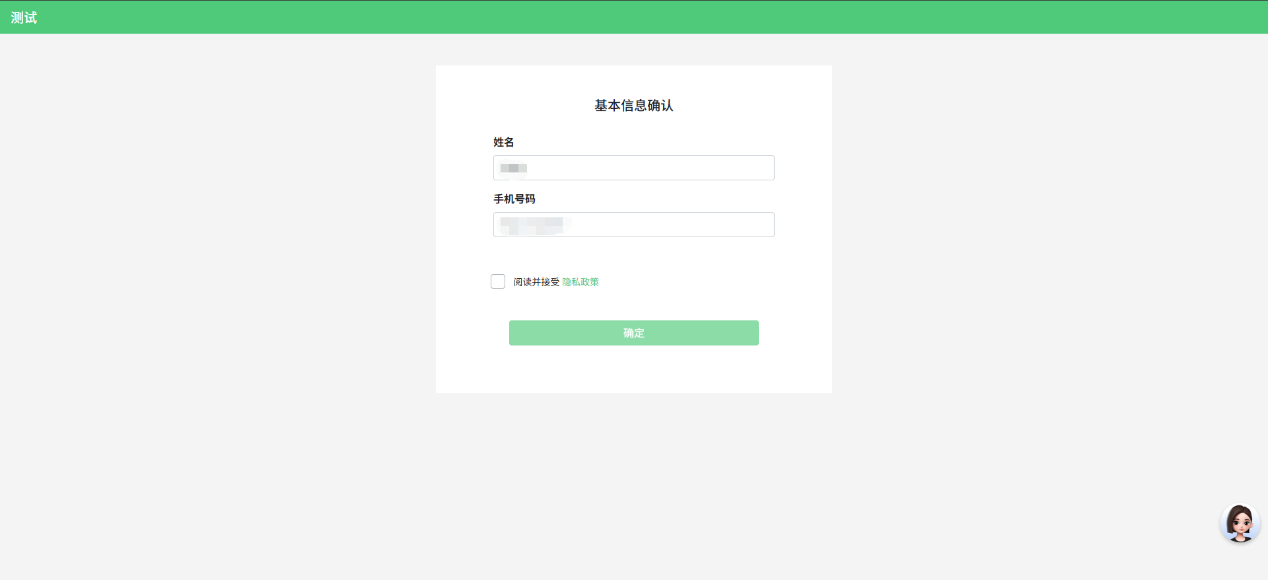 测试
基本信息确认
姓名
手机号码
阅读并接受 隐私政策
确定